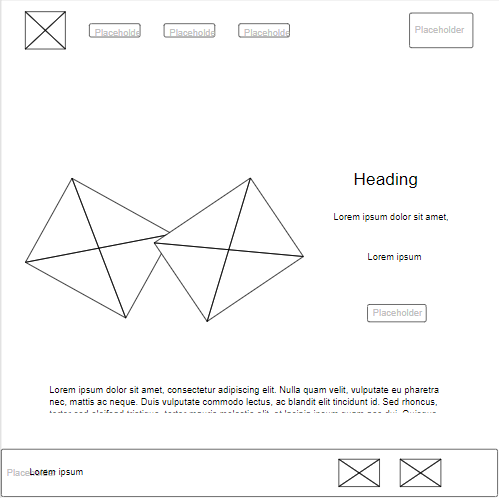 Placeholde
Placeholde
Placeholde
Placeholder
Heading
Lorem ipsum dolor sit amet,
Lorem ipsum
Placeholder
Lorem ipsum dolor sit amet, consectetur adipiscing elit. Nulla quam velit, vulputate eu pharetra
nec, mattis ac neque. Duis vulputate commodo lectus, ac blandit elit tincidunt id. Sed rhoncus,
Lorem ipsum